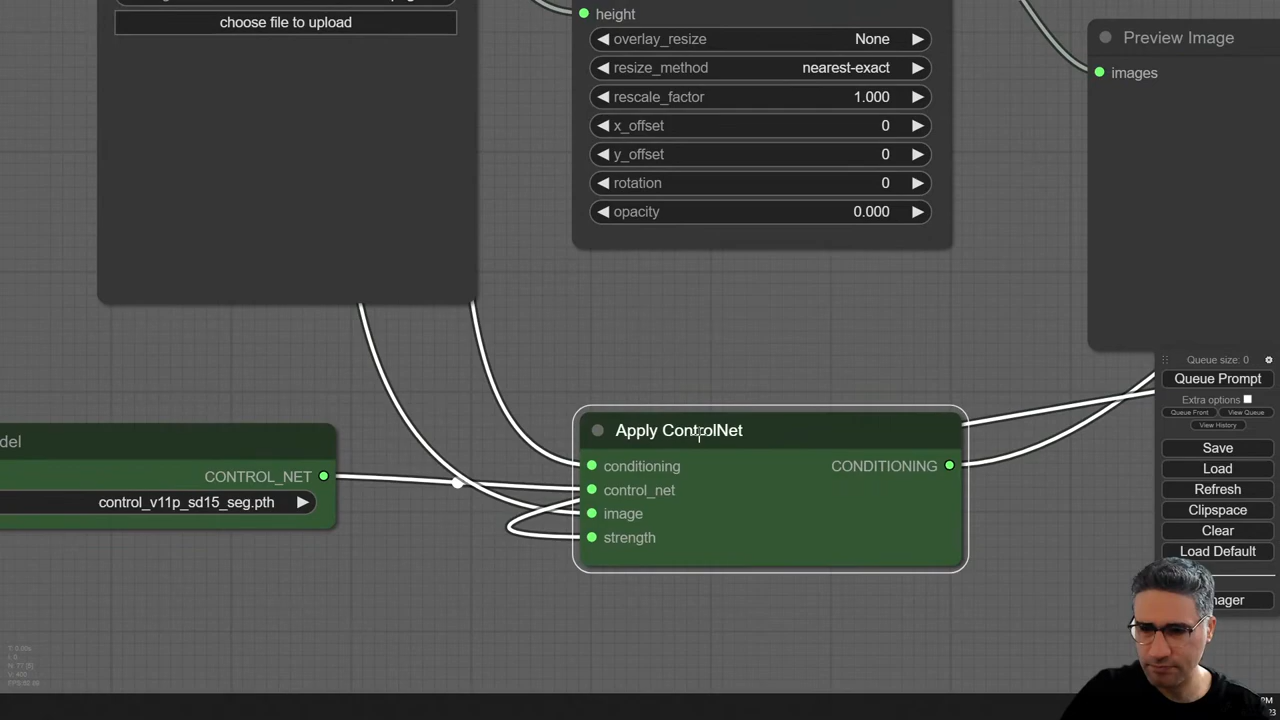 choose file to upload
height
overlay_resize None
resize_method nearest-exact
rescale_factor 1.000
x_offset 0
y_offset 0
rotation 0
opacity 0.000
Preview Image
images
Queue size: 0
Queue Prompt
Extra options
Queue Front View Queue
View History
Save
Load
Refresh
Clipspace
Clear
Load Default
del
CONTROL_NET
control_v11p_sd15_seg.pth
Apply ControlNet
conditioning CONDITIONING
control_net
image
strength